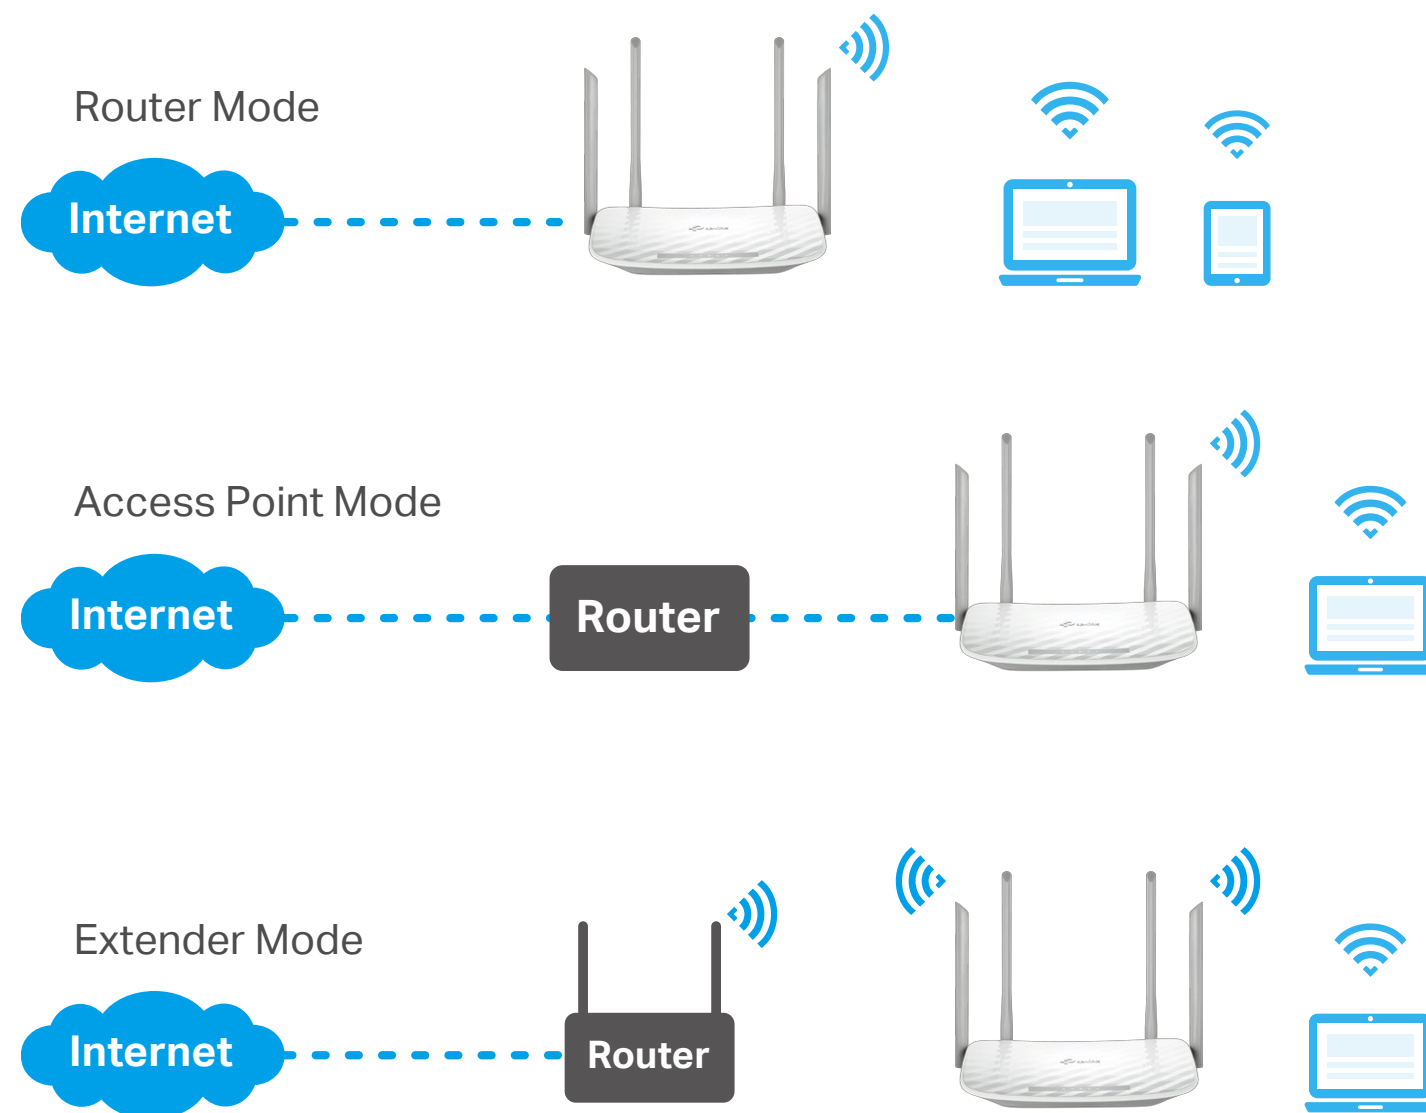 Router Mode
Internet
Access Point Mode
Internet
Router
Extender Mode
Internet
Router